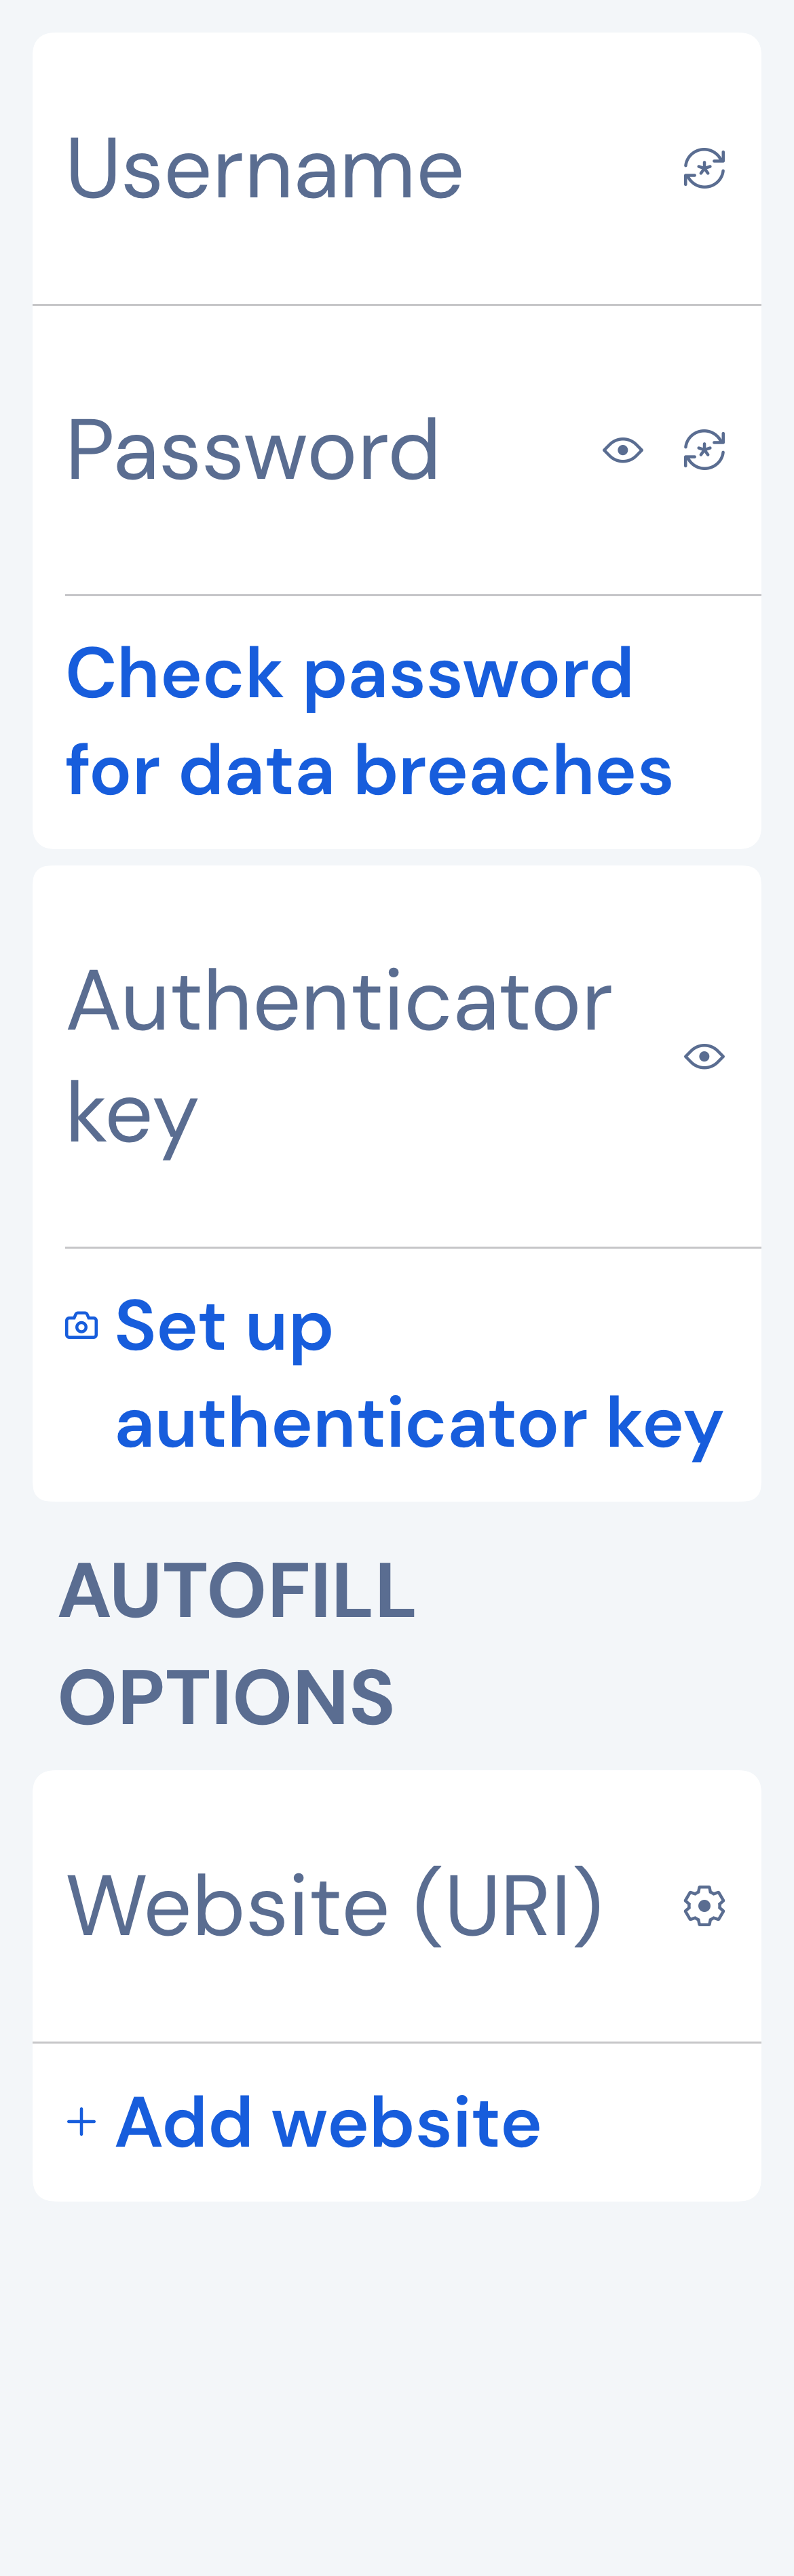 Username
Password
Check password
for data breaches
Authenticator
key
Set up
authenticator key
AUTOFILL
OPTIONS
Website (URI)
Add website